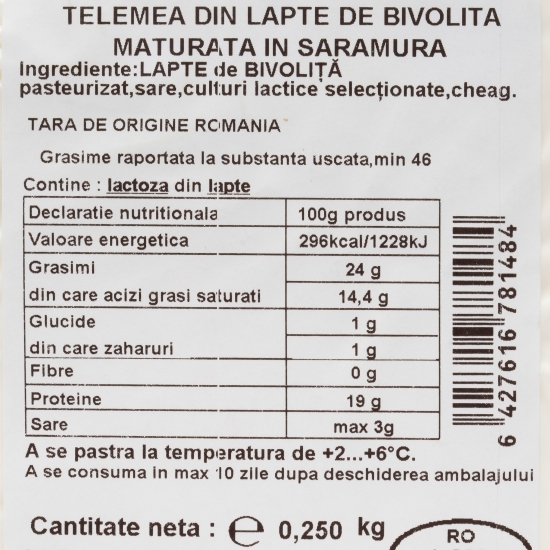 TELEMEA DIN LAPTE DE BIVOLITA
MATURATA IN SARAMURA
Ingrediente:LAPTE de BIVOLIȚĂ
pasteurizat,sare,culturi lactice selecționate,cheag.
TARA DE ORIGINE ROMANIA
Grasime raportata la substanta uscata,min 46
Contine : lactoza din lapte
Declaratie nutritionala 100g produs
Valoare energetica 296kcal/1228kJ
Grasimi 24 g
din care acizi grasi saturati 14,4 g
Glucide 1 g
din care zaharuri 1 g
Fibre 0 g
Proteine 19 g
Sare max 3g
6 427616 781484
A se pastra la temperatura de +2...+6°C.
A se consuma in max 10 zile dupa deschiderea ambalajului
Cantitate neta : e 0,250 kg
RO